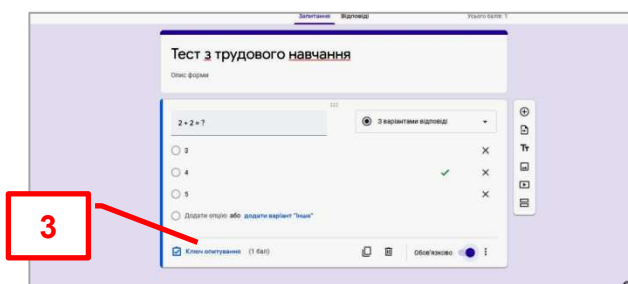 Запитання Відповіді Усього балів: 1
Тест з трудового навчання
Опис форми
2 + 2 = ?
З варіантами відповіді
3
4
5
Додати опцію або додати варіант "Інше"
3
Ключ опитування (1 бал)
Обов'язково
Тт